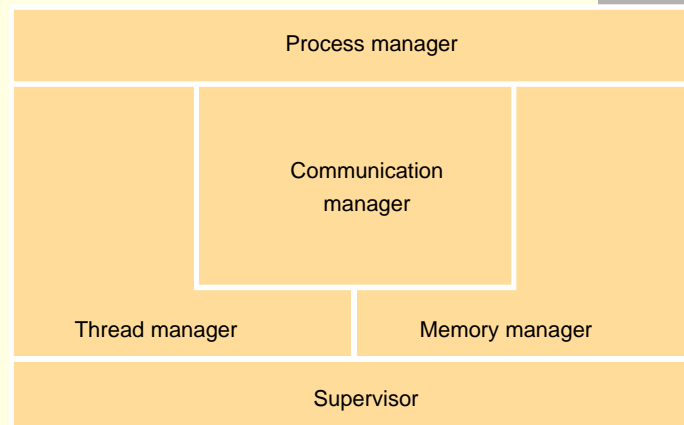 Process manager
Communication
manager
Thread manager
Memory manager
Supervisor